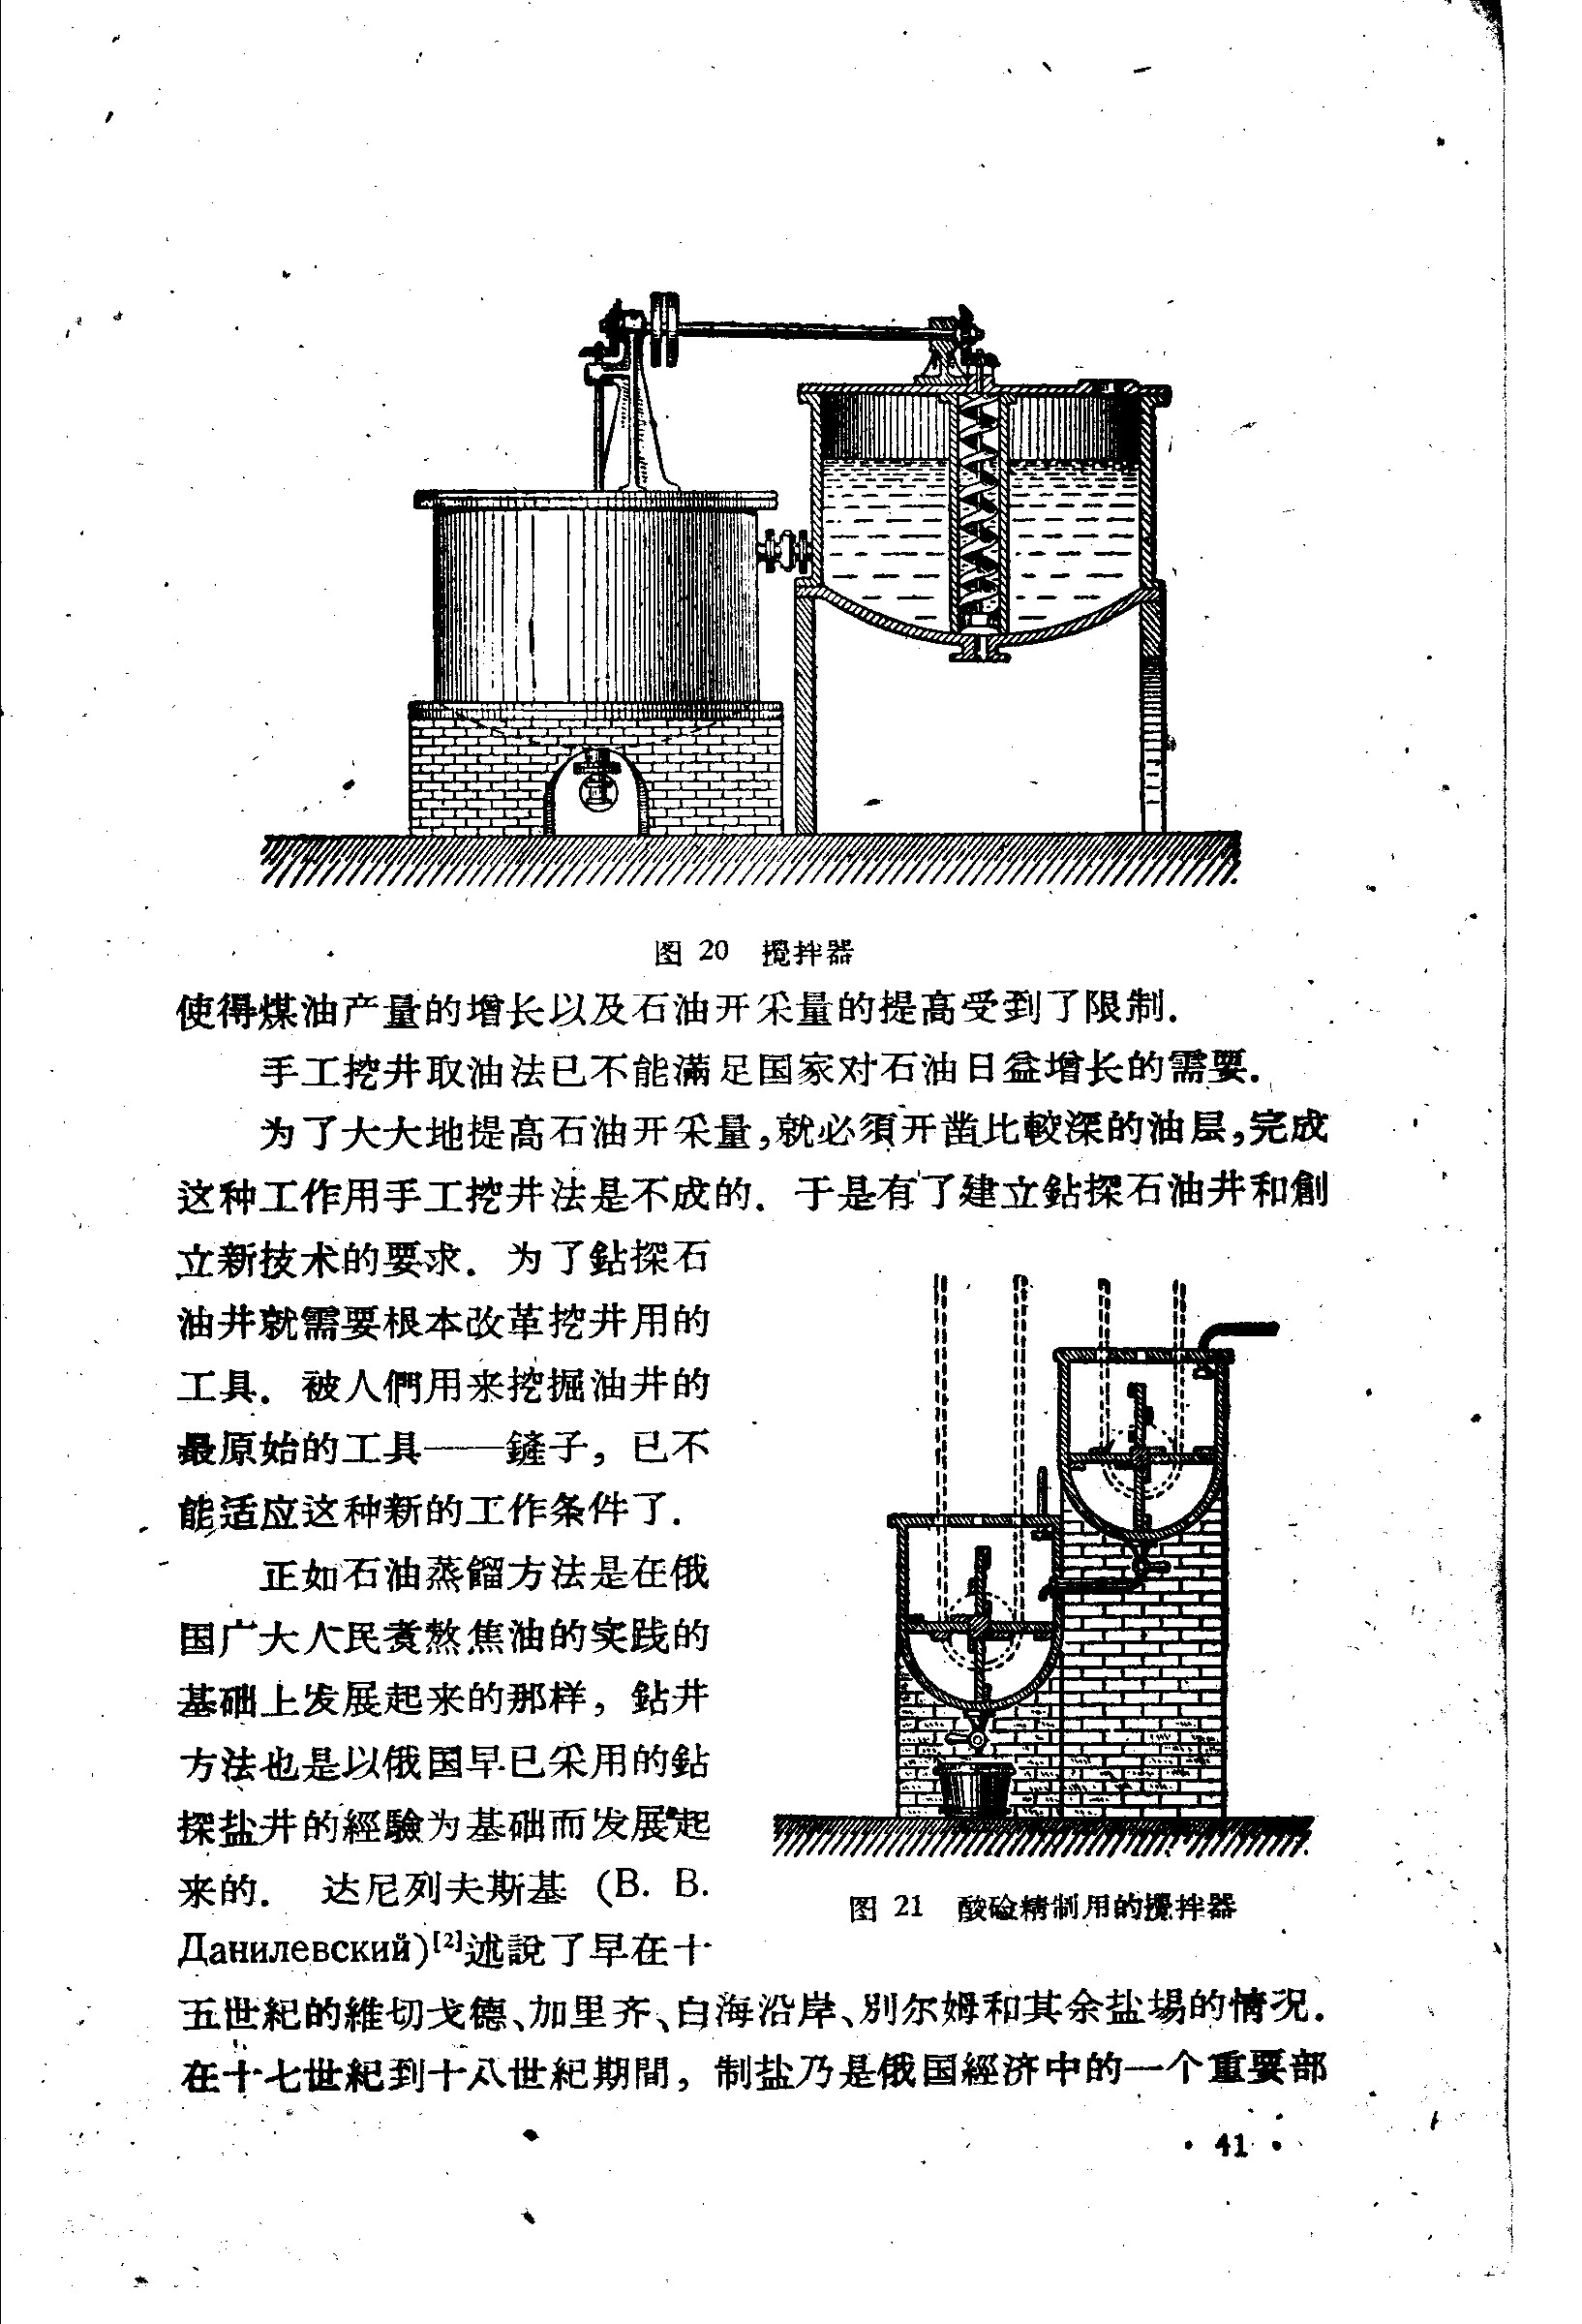 图 20 攪拌器
使得煤油产量的增长以及石油开采量的提高受到了限制.
手工挖井取油法已不能滿足国家对石油日益增长的需要.
为了大大地提高石油开采量,就必須开凿比較深的油层,完成
这种工作用手工挖井法是不成的. 于是有了建立鉆探石油井和創
立新技术的要求. 为了鉆探石
油井就需要根本改革挖井用的
工具. 被人們用来挖掘油井的
最原始的工具——鏟子, 已不
能适应这种新的工作条件了.
正如石油蒸餾方法是在俄
国广大人民煮熬焦油的实践的
基础上发展起来的那样, 鉆井
方法也是以俄国早已采用的鉆
探盐井的經驗为基础而发展起
来的. 达尼列夫斯基 (В. В.
Данилевский)[2]述說了早在十
五世紀的維切戈德、加里齐、白海沿岸、别尔姆和其余盐場的情况.
在十七世紀到十八世紀期間, 制盐乃是俄国經济中的一个重要部
图 21 酸硷精制用的攪拌器
• 41 •